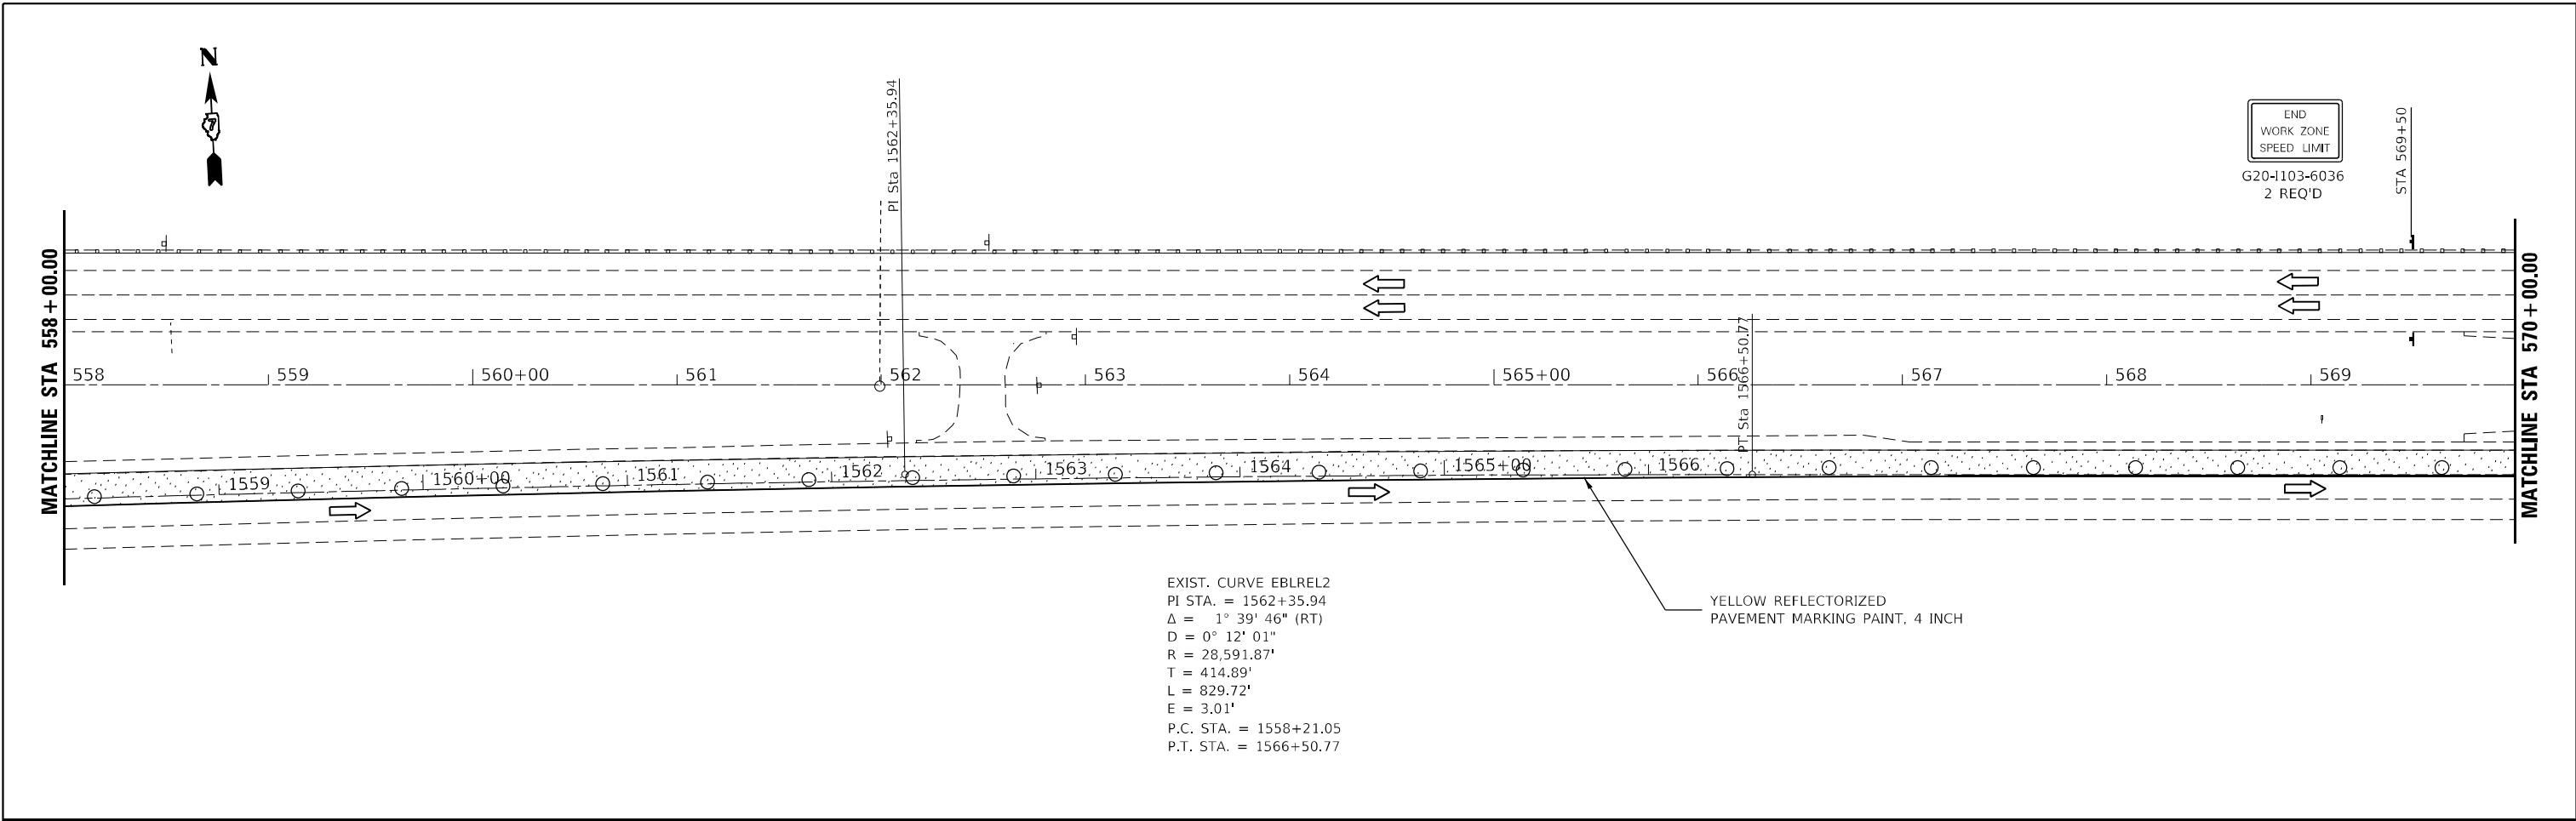 N
7
PI Sta 1562+35.94
END
WORK ZONE
SPEED LIMIT
G20-I103-6036
2 REQ'D
STA 569+50
MATCHLINE STA 558+00.00
MATCHLINE STA 570+00.00
558 559 560+00 561 562 563 564 565+00 566 567 568 569
PT Sta 1566+50.77
1559 1560+00 1561 1562 1563 1564 1565+00 1566
EXIST. CURVE EBLREL2
PI STA. = 1562+35.94
Δ = 1° 39' 46" (RT)
D = 0° 12' 01"
R = 28,591.87'
T = 414.89'
L = 829.72'
E = 3.01'
P.C. STA. = 1558+21.05
P.T. STA. = 1566+50.77
YELLOW REFLECTORIZED
PAVEMENT MARKING PAINT, 4 INCH